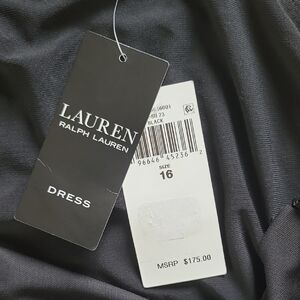 LAUREN
RALPH LAUREN
DRESS
BLACK
SIZE
16
MSRP $175.00